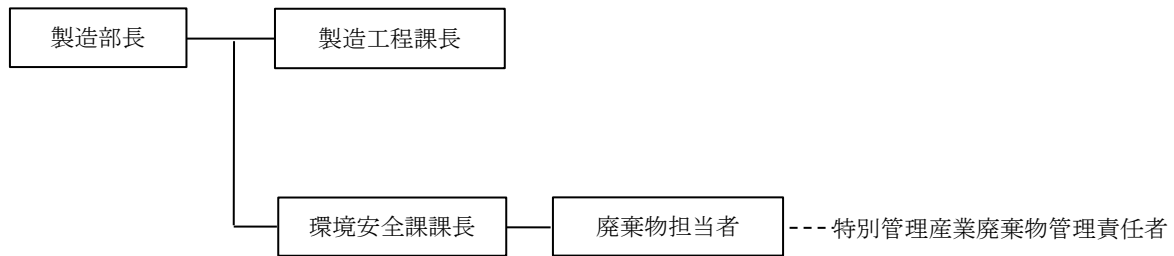 製造部長
製造工程課長
環境安全課課長
廃棄物担当者
特別管理産業廃棄物管理責任者